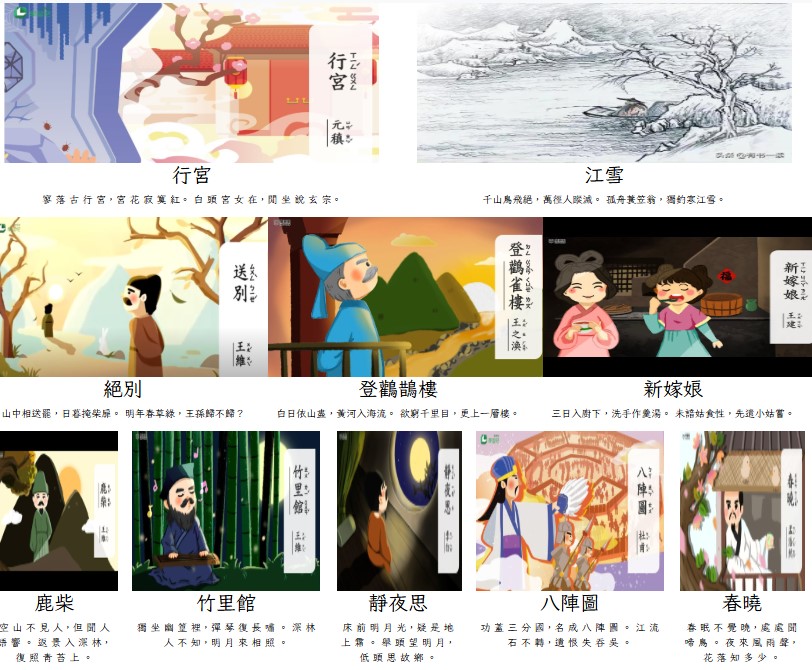 行宮
元稹
行宮
江雪
寥落古行宮，宮花寂寞紅。白頭宮女在，閒坐說玄宗。
千山鳥飛絕，萬徑人蹤滅。孤舟蓑笠翁，獨釣寒江雪。
送別
王維
登鸛雀樓
王之渙
新嫁娘
王建
福
絕別
登鸛鵲樓
新嫁娘
山中相送罷，日暮掩柴扉。明年春草綠，王孫歸不歸？
白日依山盡，黃河入海流。欲窮千里目，更上一層樓。
三日入廚下，洗手作羹湯。未諳姑食性，先遣小姑嘗。
鹿柴
王維
竹里館
王維
靜夜思
李白
八陣圖
杜甫
春曉
孟浩然
鹿柴
空山不見人，但聞人
語響。返景入深林，
復照青苔上。
竹里館
獨坐幽篁裡，彈琴復長嘯。深林
人不知，明月來相照。
靜夜思
床前明月光，疑是地
上霜。舉頭望明月，
低頭思故鄉。
八陣圖
功蓋三分國，名成八陣圖。江流
石不轉，遺恨失吞吳。
春曉
春眠不覺曉，處處聞
啼鳥。夜來風雨聲，
花落知多少。